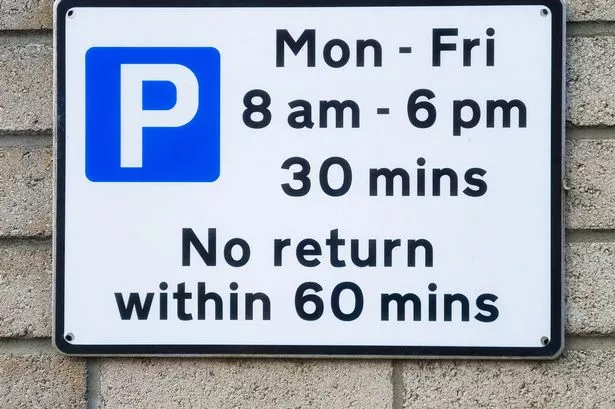 P
Mon - Fri
8 am - 6 pm
30 mins
No return
within 60 mins